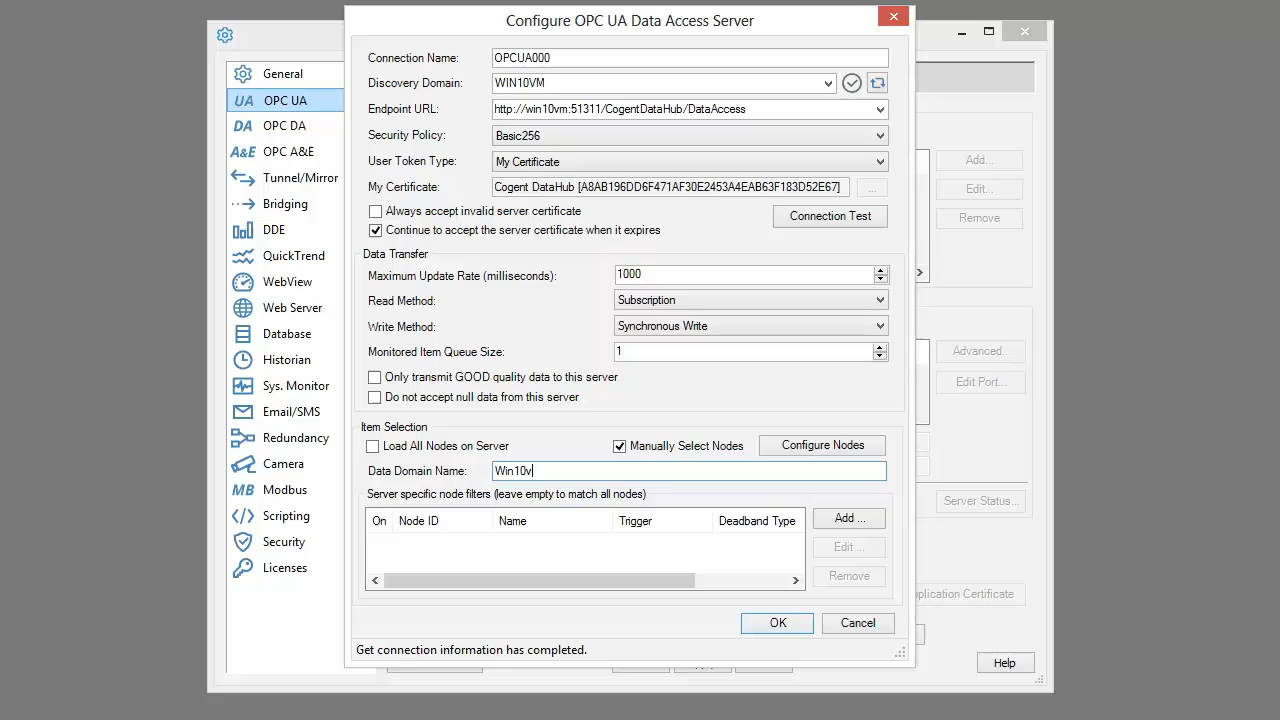 Configure OPC UA Data Access Server
General
UA OPC UA
DA OPC DA
A&E OPC A&E
Tunnel/Mirror
Bridging
DDE
QuickTrend
WebView
Web Server
Database
Historian
Sys. Monitor
Email/SMS
Redundancy
Camera
MB Modbus
Scripting
Security
Licenses
Connection Name: OPCUA000
Discovery Domain: WIN10VM
Endpoint URL: http://win10vm:51311/CogentDataHub/DataAccess
Security Policy: Basic256
User Token Type: My Certificate
My Certificate: Cogent DataHub [A8AB196DD6F471AF30E2453A4EAB63F183D52E67] ...
Always accept invalid server certificate
Continue to accept the server certificate when it expires
Connection Test
Data Transfer
Maximum Update Rate (milliseconds): 1000
Read Method: Subscription
Write Method: Synchronous Write
Monitored Item Queue Size: 1
Only transmit GOOD quality data to this server
Do not accept null data from this server
Item Selection
Load All Nodes on Server Manually Select Nodes Configure Nodes
Data Domain Name: Win10v
Server specific node filters (leave empty to match all nodes)
On Node ID Name Trigger Deadband Type
Add ...
Edit ...
Remove
OK Cancel
Get connection information has completed.
Add...
Edit...
Remove
Advanced...
Edit Port...
Server Status...
plication Certificate
Help